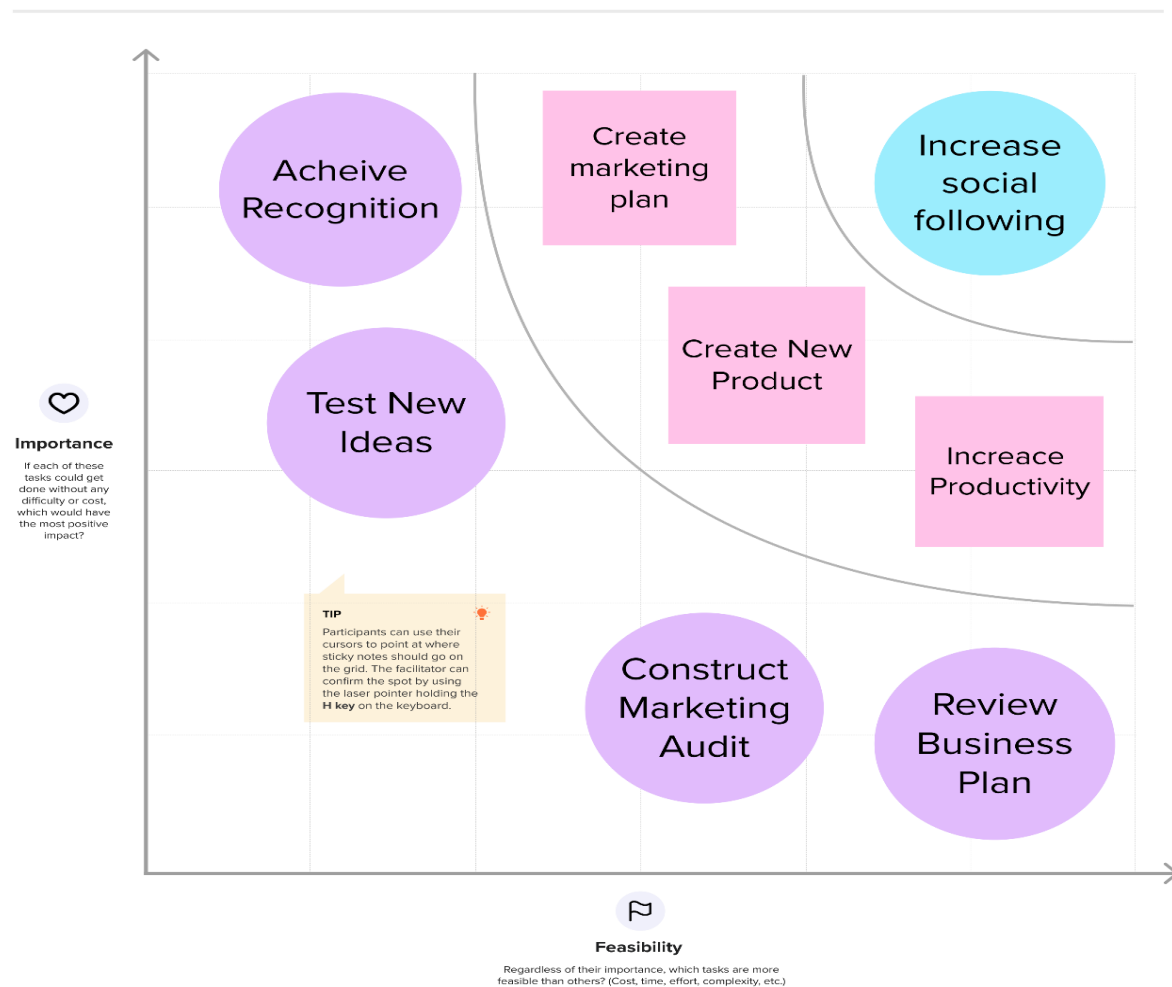 Acheive
Recognition
Create
marketing
plan
Increase
social
following
Create New
Product
Test New
Ideas
Increace
Productivity
Importance
If each of these
tasks could get
done without any
difficulty or cost,
which would have
the most positive
impact?
TIP
Participants can use their
cursors to point at where
sticky notes should go on
the grid. The facilitator can
confirm the spot by using
the laser pointer holding the
H key on the keyboard.
Construct
Marketing
Audit
Review
Business
Plan
Feasibility
Regardless of their importance, which tasks are more
feasible than others? (Cost, time, effort, complexity, etc.)